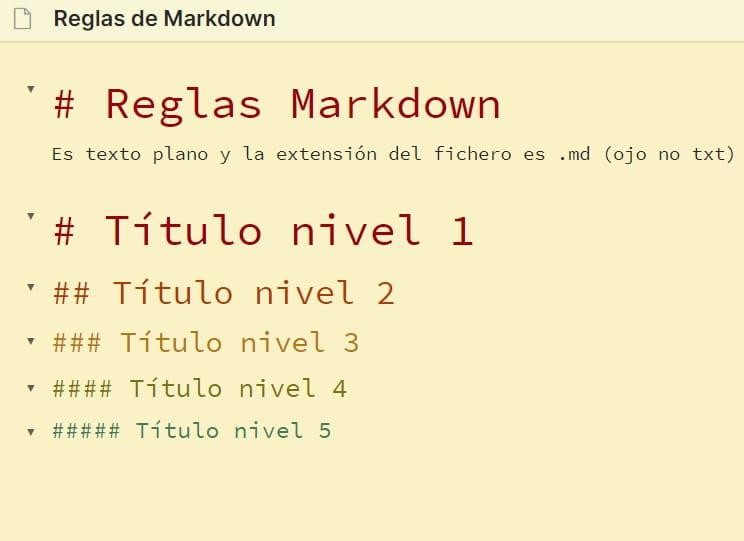 Reglas de Markdown
# Reglas Markdown
Es texto plano y la extensión del fichero es .md (ojo no txt)
# Título nivel 1
## Título nivel 2
### Título nivel 3
#### Título nivel 4
##### Título nivel 5